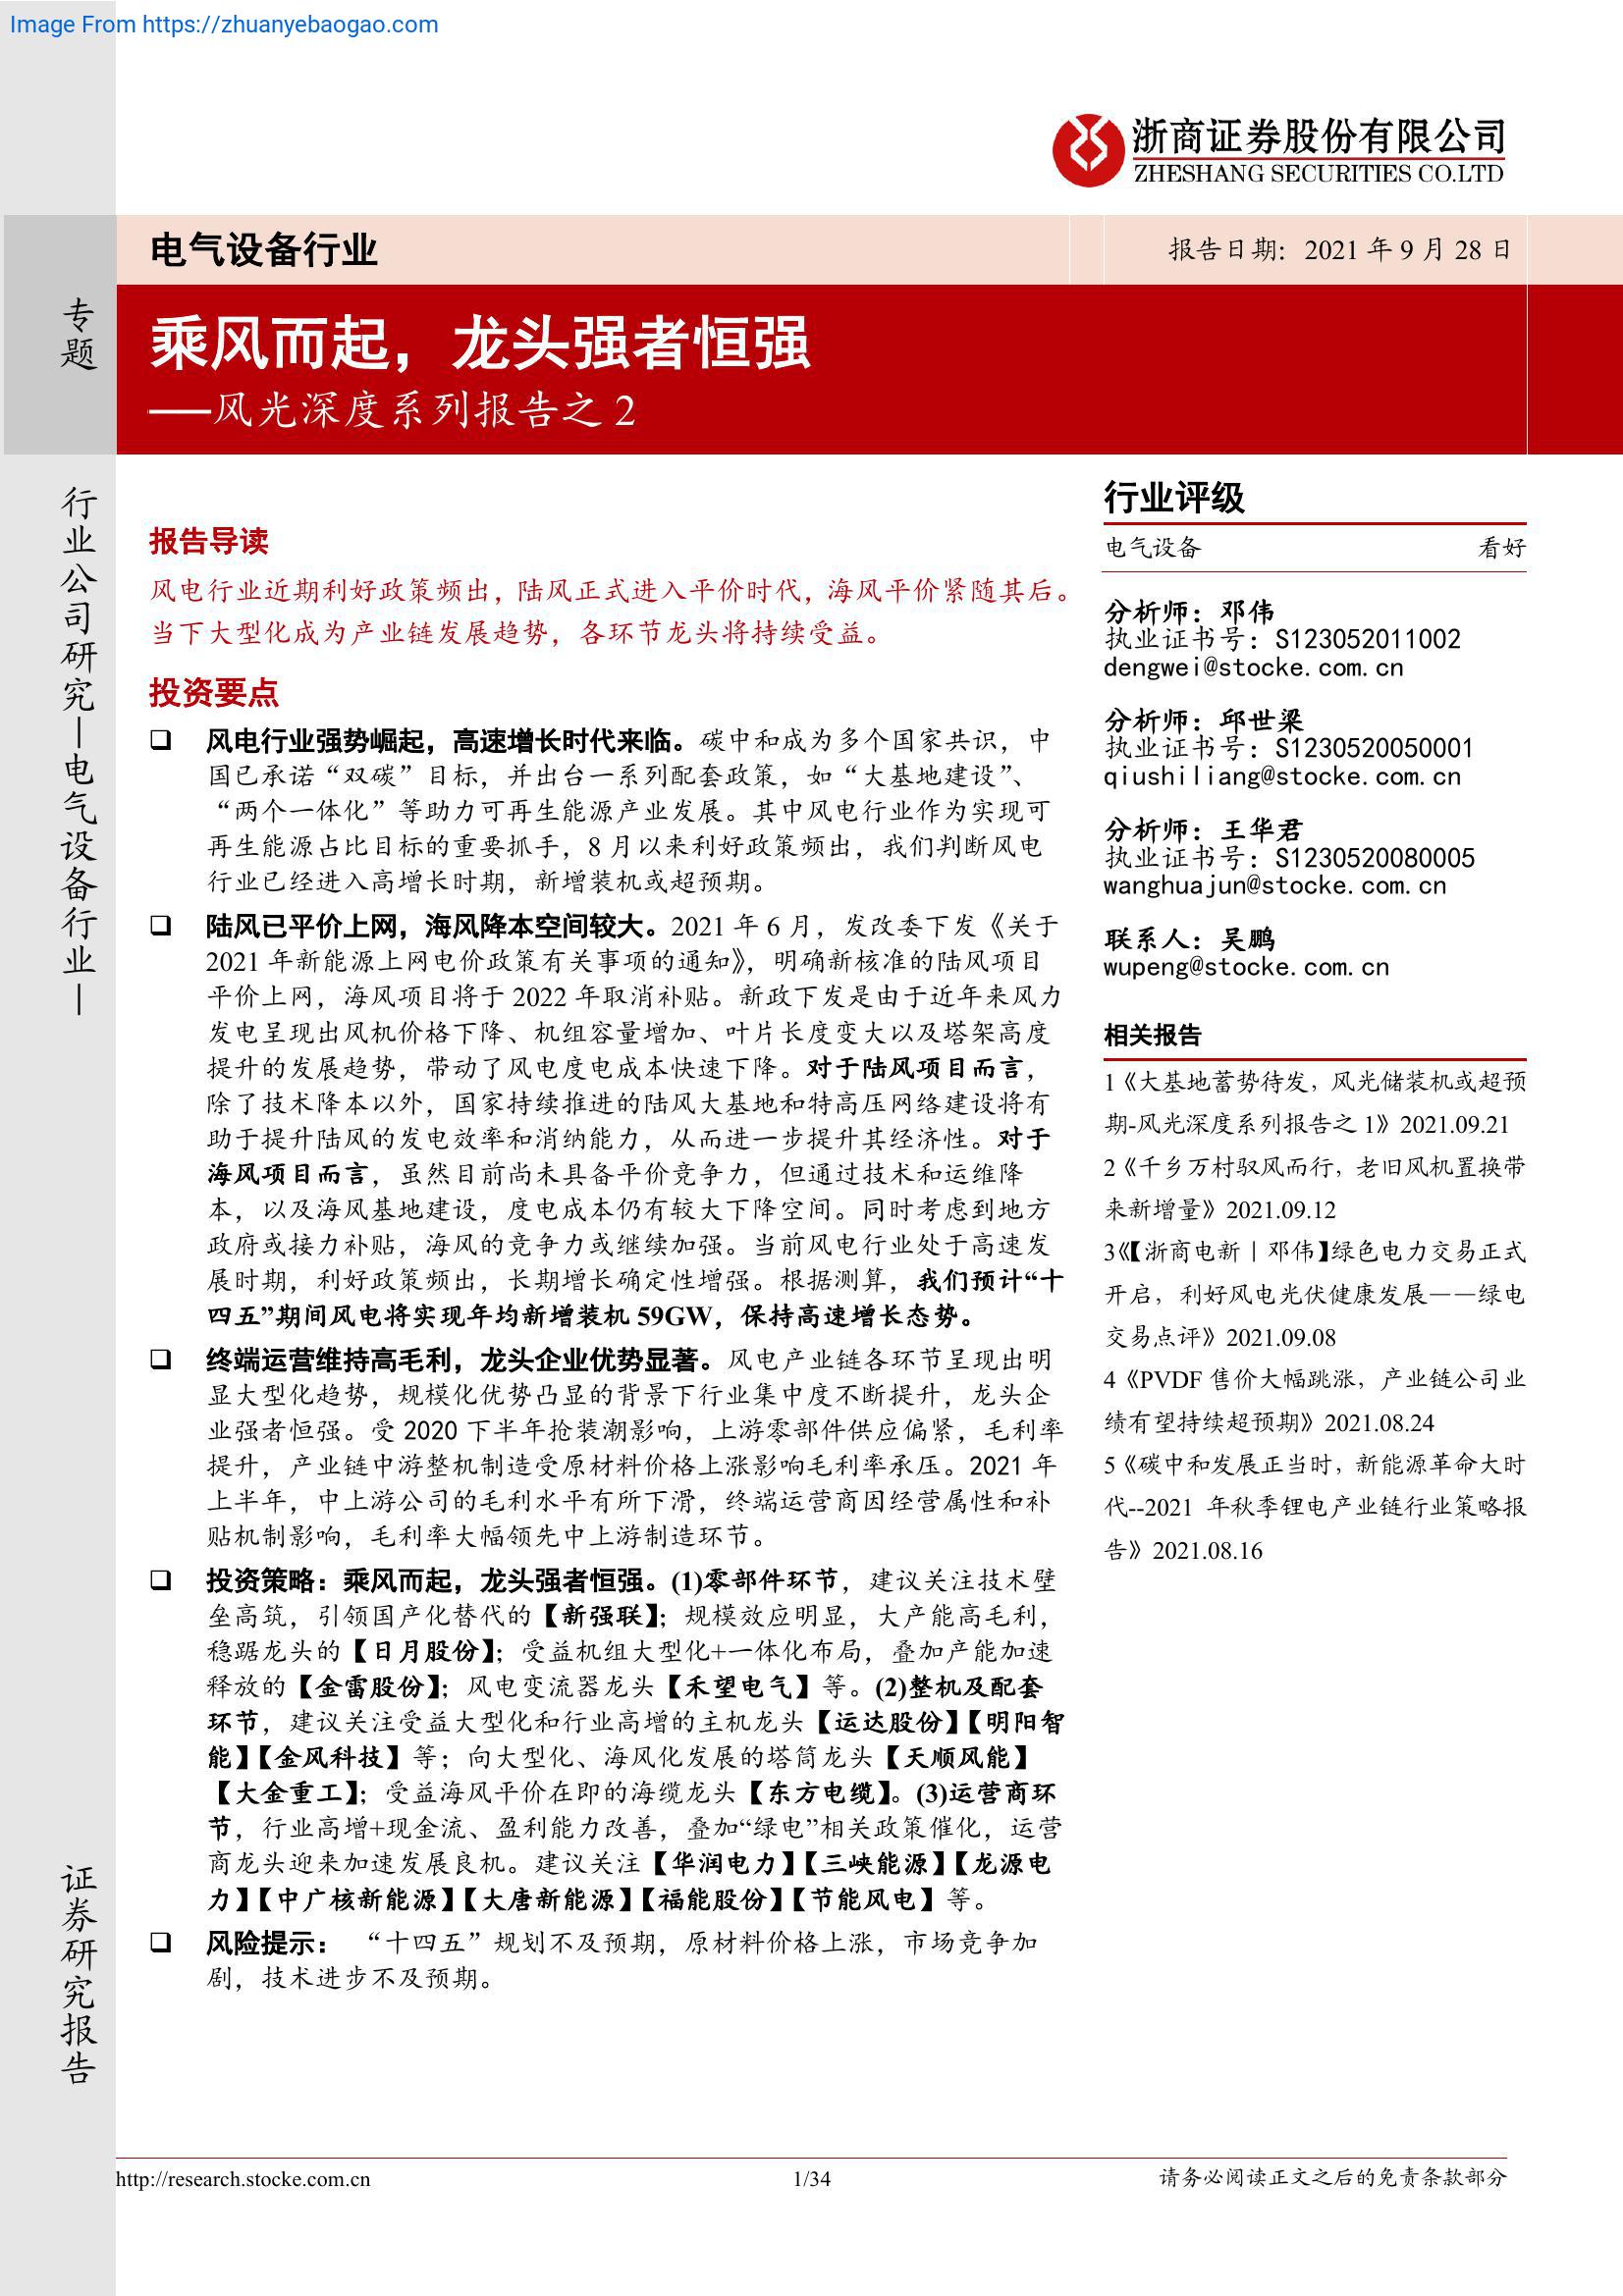 Image From https://zhuanyebaogao.com
浙商证券股份有限公司
ZHESHANG SECURITIES CO.LTD
电气设备行业
报告日期：2021 年 9 月 28 日
专题
乘风而起，龙头强者恒强
——风光深度系列报告之 2
行业公司研究—电气设备行业—
证券研究报告
报告导读
风电行业近期利好政策频出，陆风正式进入平价时代，海风平价紧随其后。
当下大型化成为产业链发展趋势，各环节龙头将持续受益。
投资要点
❑ 风电行业强势崛起，高速增长时代来临。碳中和成为多个国家共识，中
国已承诺“双碳”目标，并出台一系列配套政策，如“大基地建设”、
“两个一体化”等助力可再生能源产业发展。其中风电行业作为实现可
再生能源占比目标的重要抓手，8 月以来利好政策频出，我们判断风电
行业已经进入高增长时期，新增装机或超预期。
❑ 陆风已平价上网，海风降本空间较大。2021 年 6 月，发改委下发《关于
2021 年新能源上网电价政策有关事项的通知》，明确新核准的陆风项目
平价上网，海风项目将于 2022 年取消补贴。新政下发是由于近年来风力
发电呈现出风机价格下降、机组容量增加、叶片长度变大以及塔架高度
提升的发展趋势，带动了风电度电成本快速下降。对于陆风项目而言，
除了技术降本以外，国家持续推进的陆风大基地和特高压网络建设将有
助于提升陆风的发电效率和消纳能力，从而进一步提升其经济性。对于
海风项目而言，虽然目前尚未具备平价竞争力，但通过技术和运维降
本，以及海风基地建设，度电成本仍有较大下降空间。同时考虑到地方
政府或接力补贴，海风的竞争力或继续加强。当前风电行业处于高速发
展时期，利好政策频出，长期增长确定性增强。根据测算，我们预计“十
四五”期间风电将实现年均新增装机 59GW，保持高速增长态势。
❑ 终端运营维持高毛利，龙头企业优势显著。风电产业链各环节呈现出明
显大型化趋势，规模化优势凸显的背景下行业集中度不断提升，龙头企
业强者恒强。受 2020 下半年抢装潮影响，上游零部件供应偏紧，毛利率
提升，产业链中游整机制造受原材料价格上涨影响毛利率承压。2021 年
上半年，中上游公司的毛利水平有所下滑，终端运营商因经营属性和补
贴机制影响，毛利率大幅领先中上游制造环节。
❑ 投资策略：乘风而起，龙头强者恒强。(1)零部件环节，建议关注技术壁
垒高筑，引领国产化替代的【新强联】；规模效应明显，大产能高毛利，
稳踞龙头的【日月股份】；受益机组大型化+一体化布局，叠加产能加速
释放的【金雷股份】；风电变流器龙头【禾望电气】等。(2)整机及配套
环节，建议关注受益大型化和行业高增的主机龙头【运达股份】【明阳智
能】【金风科技】等；向大型化、海风化发展的塔筒龙头【天顺风能】
【大金重工】；受益海风平价在即的海缆龙头【东方电缆】。(3)运营商环
节，行业高增+现金流、盈利能力改善，叠加“绿电”相关政策催化，运营
商龙头迎来加速发展良机。建议关注【华润电力】【三峡能源】【龙源电
力】【中广核新能源】【大唐新能源】【福能股份】【节能风电】等。
❑ 风险提示： “十四五”规划不及预期，原材料价格上涨，市场竞争加
剧，技术进步不及预期。
行业评级
电气设备 看好
分析师：邓伟
执业证书号：S123052011002
dengwei@stocke.com.cn
分析师：邱世梁
执业证书号：S1230520050001
qiushiliang@stocke.com.cn
分析师：王华君
执业证书号：S1230520080005
wanghuajun@stocke.com.cn
联系人：吴鹏
wupeng@stocke.com.cn
相关报告
1《大基地蓄势待发，风光储装机或超预
期-风光深度系列报告之 1》2021.09.21
2《千乡万村驭风而行，老旧风机置换带
来新增量》2021.09.12
3《【浙商电新｜邓伟】绿色电力交易正式
开启，利好风电光伏健康发展——绿电
交易点评》2021.09.08
4《PVDF 售价大幅跳涨，产业链公司业
绩有望持续超预期》2021.08.24
5《碳中和发展正当时，新能源革命大时
代--2021 年秋季锂电产业链行业策略报
告》2021.08.16
http://research.stocke.com.cn
1/34
请务必阅读正文之后的免责条款部分